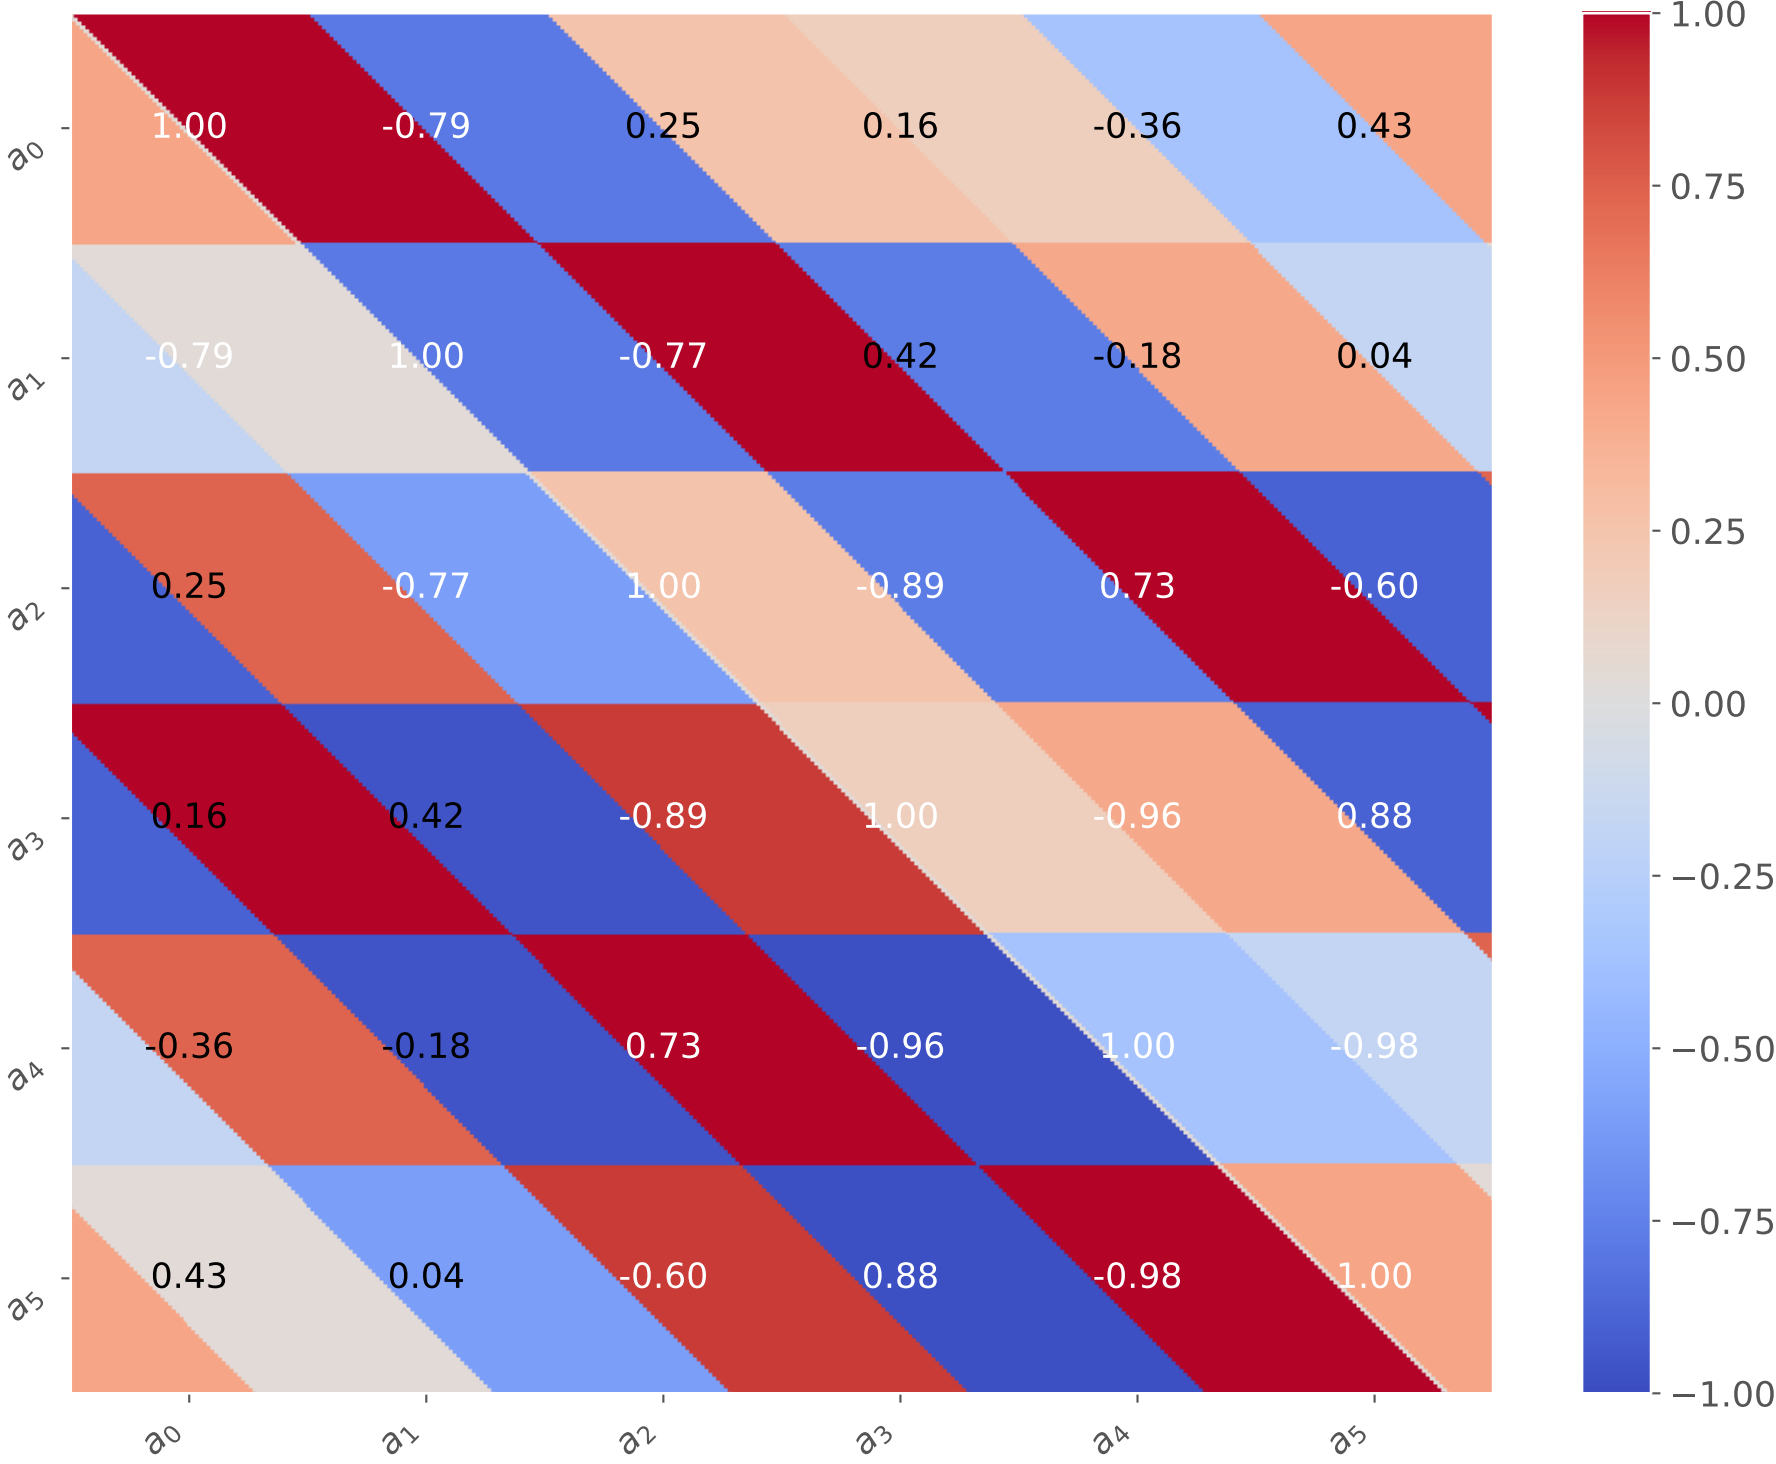 1.00
a0 1.00 -0.79 0.25 0.16 -0.36 0.43
0.75
a1 -0.79 1.00 -0.77 0.42 -0.18 0.04
0.50
0.25
a2 0.25 -0.77 1.00 -0.89 0.73 -0.60
0.00
a3 0.16 0.42 -0.89 1.00 -0.96 0.88
−0.25
a4 -0.36 -0.18 0.73 -0.96 1.00 -0.98
−0.50
−0.75
a5 0.43 0.04 -0.60 0.88 -0.98 1.00
−1.00
a0 a1 a2 a3 a4 a5